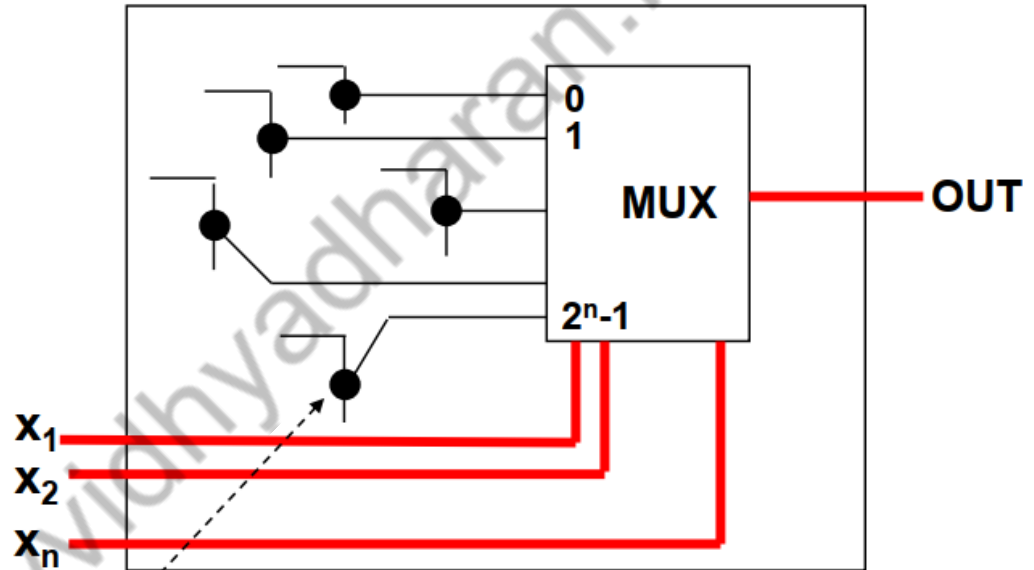 0
1
MUX
OUT
2ⁿ-1
x₁
x₂
xₙ
vidhyadharan.